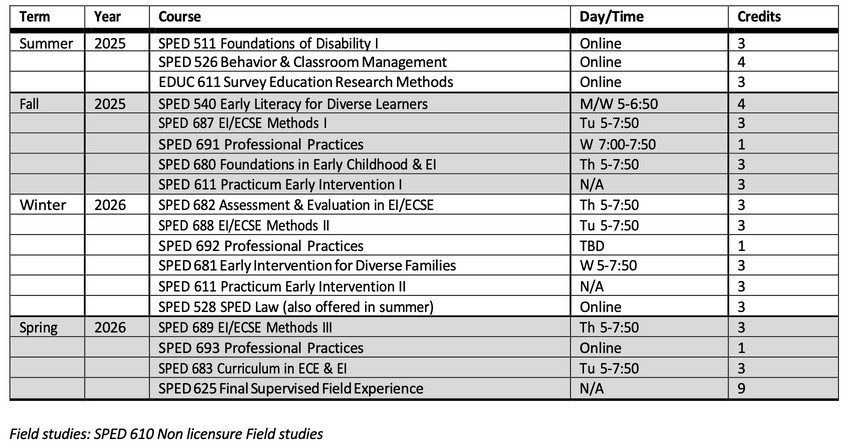 Term Year Course Day/Time Credits
Summer 2025 SPED 511 Foundations of Disability I Online 3
SPED 526 Behavior & Classroom Management Online 4
EDUC 611 Survey Education Research Methods Online 3
Fall 2025 SPED 540 Early Literacy for Diverse Learners M/W 5-6:50 4
SPED 687 EI/ECSE Methods I Tu 5-7:50 3
SPED 691 Professional Practices W 7:00-7:50 1
SPED 680 Foundations in Early Childhood & EI Th 5-7:50 3
SPED 611 Practicum Early Intervention I N/A 3
Winter 2026 SPED 682 Assessment & Evaluation in EI/ECSE Th 5-7:50 3
SPED 688 EI/ECSE Methods II Tu 5-7:50 3
SPED 692 Professional Practices TBD 1
SPED 681 Early Intervention for Diverse Families W 5-7:50 3
SPED 611 Practicum Early Intervention II N/A 3
SPED 528 SPED Law (also offered in summer) Online 3
Spring 2026 SPED 689 EI/ECSE Methods III Th 5-7:50 3
SPED 693 Professional Practices Online 1
SPED 683 Curriculum in ECE & EI Tu 5-7:50 3
SPED 625 Final Supervised Field Experience N/A 9
Field studies: SPED 610 Non licensure Field studies